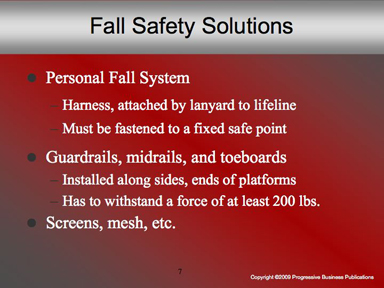 Fall Safety Solutions
Personal Fall System
– Harness, attached by lanyard to lifeline
– Must be fastened to a fixed safe point
Guardrails, midrails, and toeboards
– Installed along sides, ends of platforms
– Has to withstand a force of at least 200 lbs.
Screens, mesh, etc.
7
Copyright ©2009 Progressive Business Publications